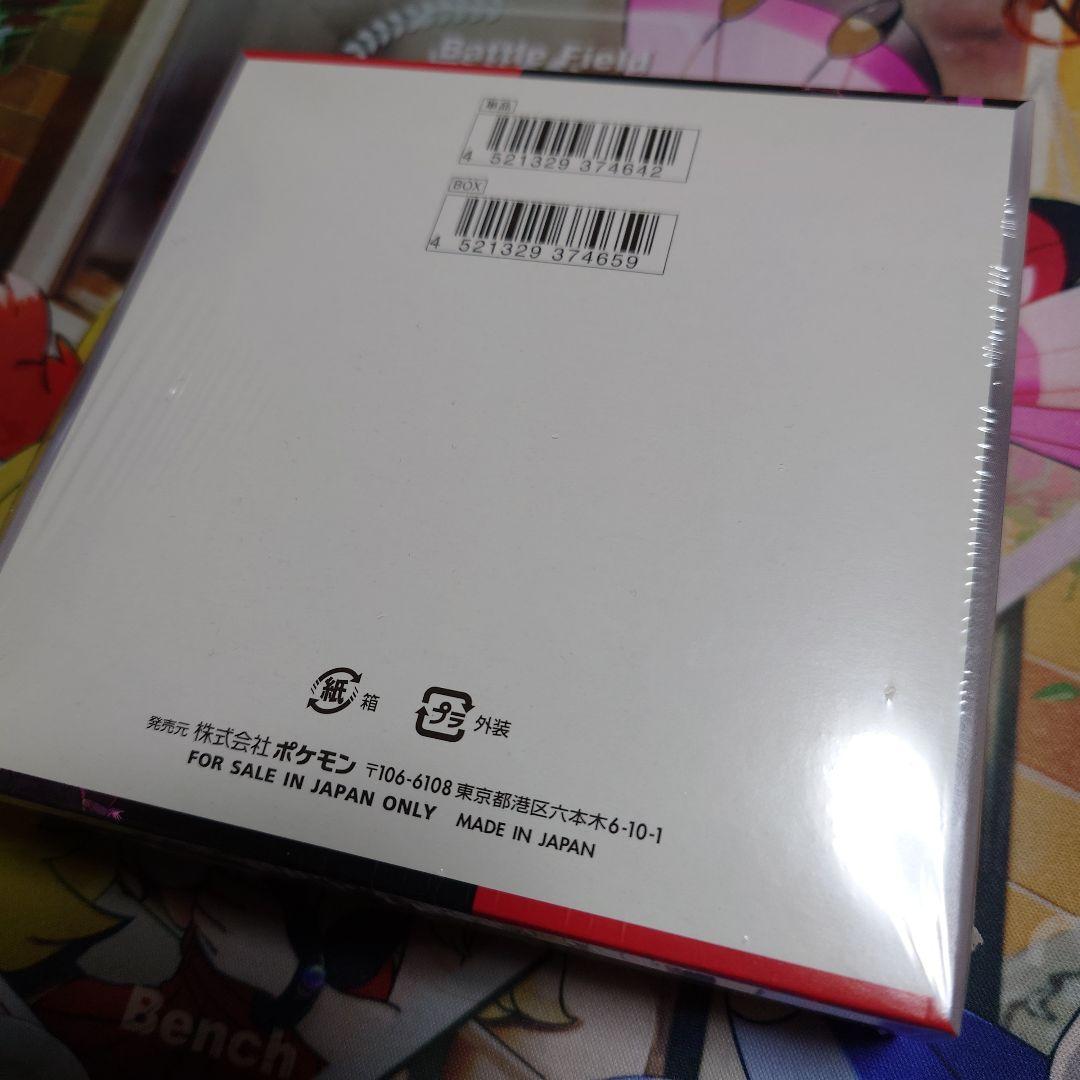 Battle Field
単品
4 521329 374642
BOX
4 521329 374659
紙 箱
プラ 外装
発売元 株式会社 ポケモン 〒106-6108 東京都港区六本木6-10-1
FOR SALE IN JAPAN ONLY MADE IN JAPAN
Bench